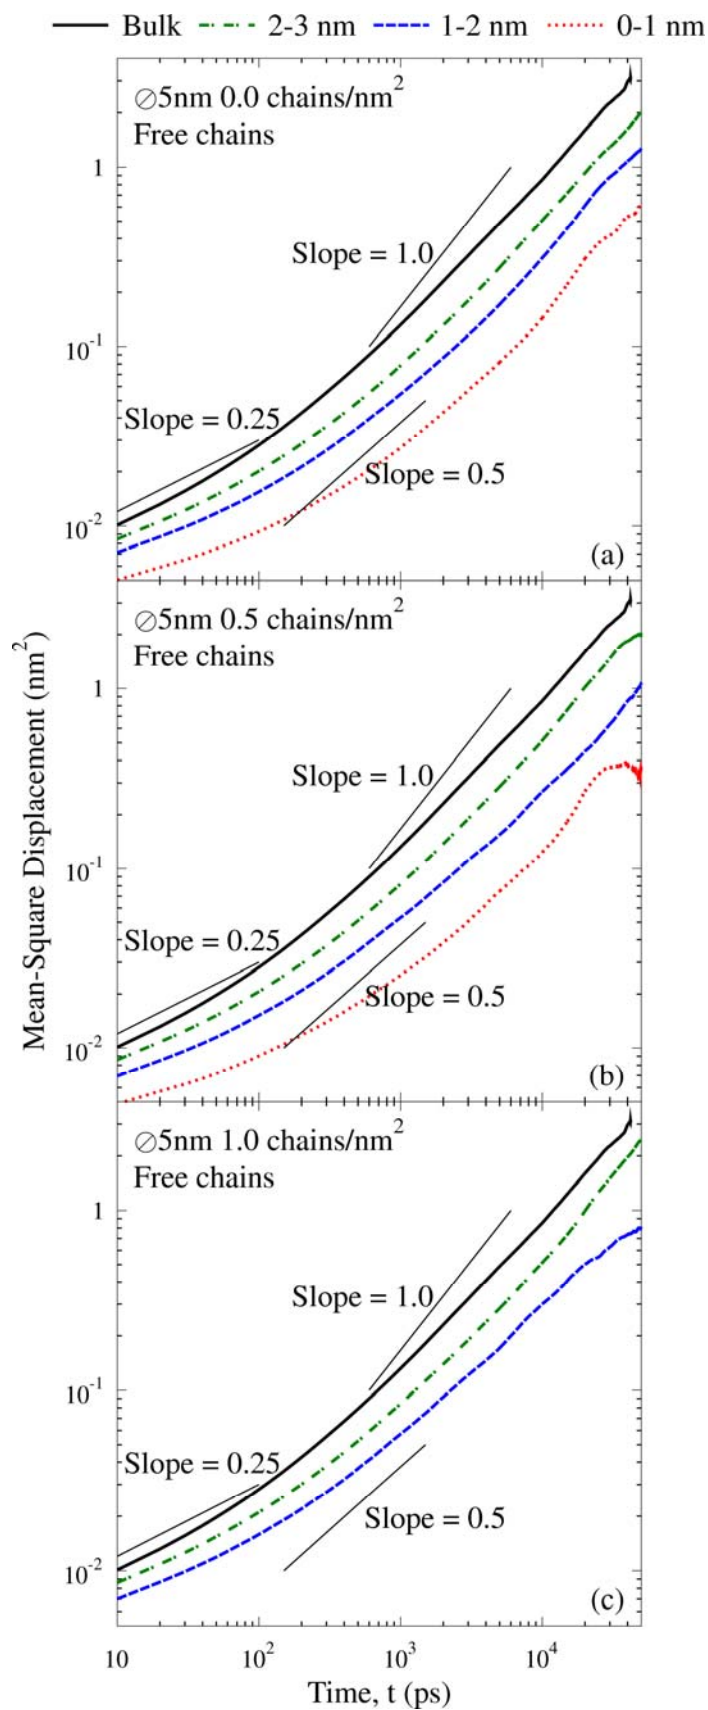 Bulk 2-3 nm 1-2 nm 0-1 nm
∅5nm 0.0 chains/nm²
Free chains
1
Slope = 1.0
10⁻¹
Slope = 0.25
Slope = 0.5
10⁻²
(a)
∅5nm 0.5 chains/nm²
Free chains
1
Slope = 1.0
10⁻¹
Slope = 0.25
Slope = 0.5
10⁻²
(b)
Mean-Square Displacement (nm²)
∅5nm 1.0 chains/nm²
Free chains
1
Slope = 1.0
10⁻¹
Slope = 0.25
Slope = 0.5
10⁻²
(c)
10 10² 10³ 10⁴
Time, t (ps)